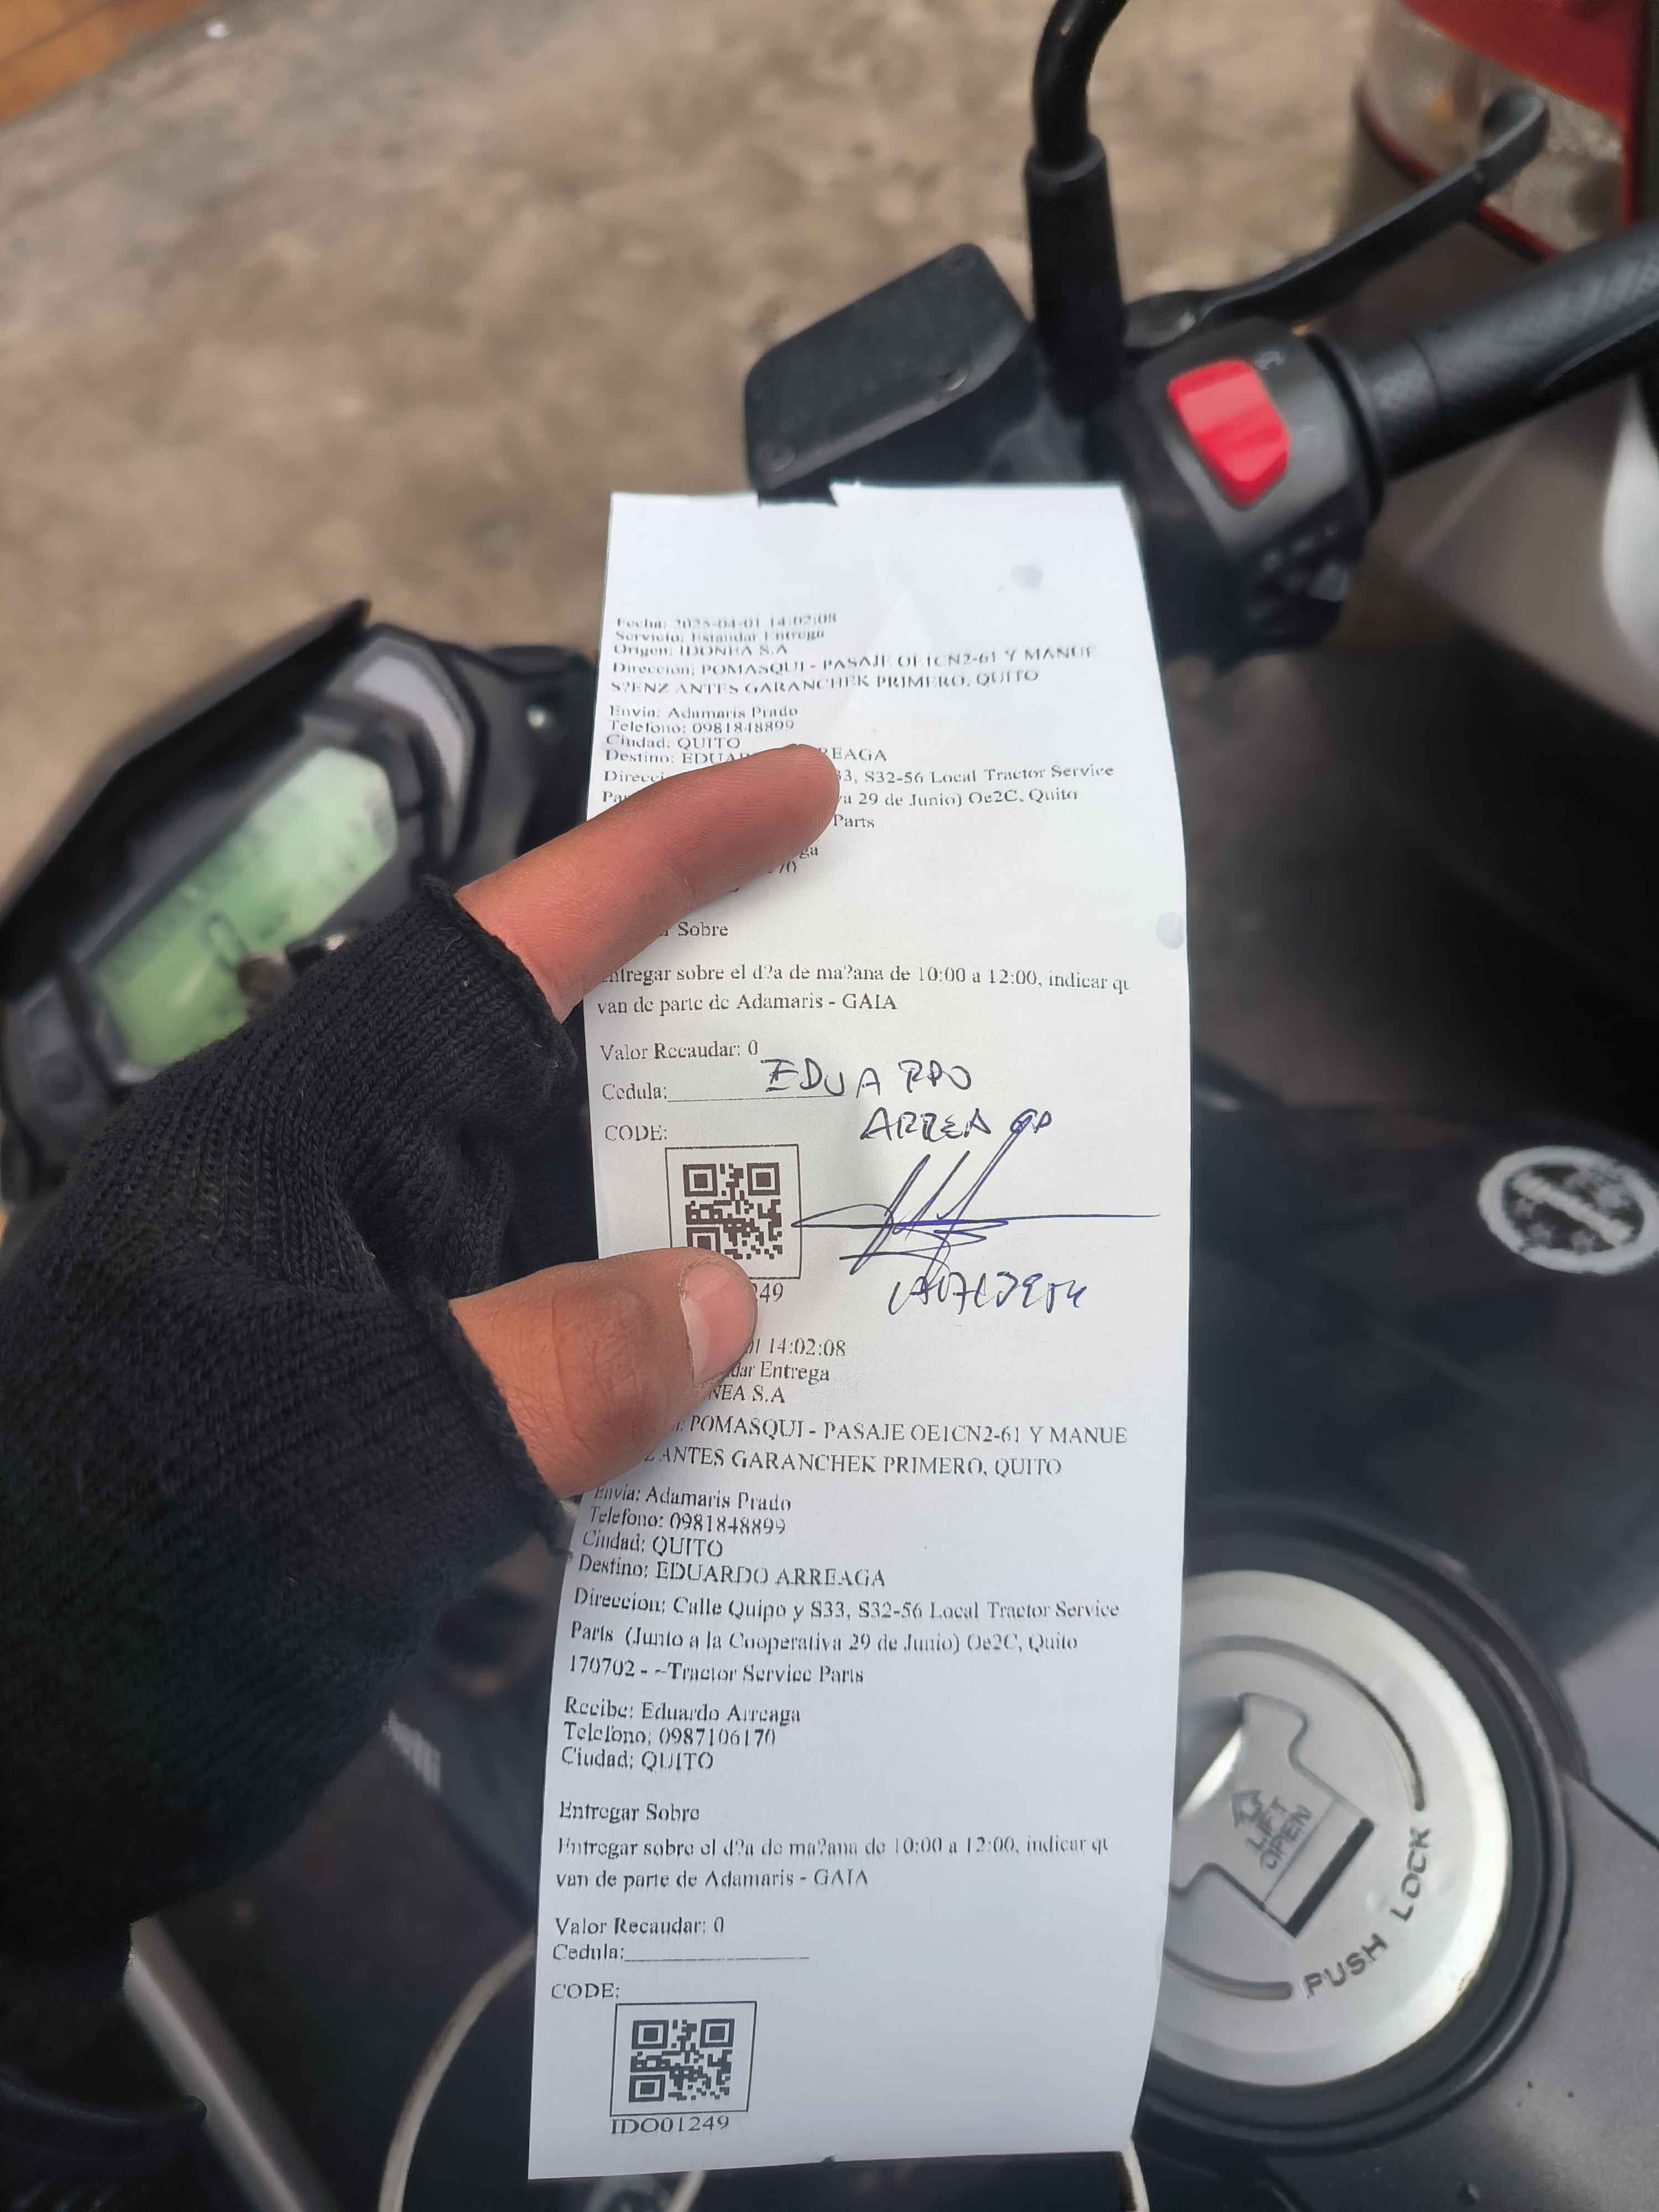 Fecha: 2025-04-01 14:02:08
Servicio: Estandar Entrega
Origen: IDONEA S.A
Direccion: POMASQUI - PASAJE OE1CN2-61 Y MANUE
S?ENZ ANTES GARANCHEK PRIMERO, QUITO
Envia: Adamaris Prado
Telefono: 0981848899
Ciudad: QUITO
Destino: EDUAR REAGA
Direcci 33, S32-56 Local Tractor Service
Par a 29 de Junio) Oe2C, Quito
Parts
ga
70
r Sobre
Entregar sobre el d?a de ma?ana de 10:00 a 12:00, indicar qu
van de parte de Adamaris - GAIA
Valor Recaudar: 0
Cedula: EDUARDO
ARREAGA
CODE:
249
01 14:02:08
dar Entrega
NEA S.A
: POMASQUI - PASAJE OE1CN2-61 Y MANUE
Z ANTES GARANCHEK PRIMERO, QUITO
Envia: Adamaris Prado
Telefono: 0981848899
Ciudad: QUITO
Destino: EDUARDO ARREAGA
Direccion: Calle Quipo y S33, S32-56 Local Tractor Service
Parts (Junto a la Cooperativa 29 de Junio) Oe2C, Quito
170702 - ~Tractor Service Parts
Recibe: Eduardo Arreaga
Telefono: 0987106170
Ciudad: QUITO
Entregar Sobre
Entregar sobre el d?a de ma?ana de 10:00 a 12:00, indicar qu
van de parte de Adamaris - GAIA
Valor Recaudar: 0
Cedula:
CODE:
IDO01249
LIFT
OPEN
PUSH LOCK